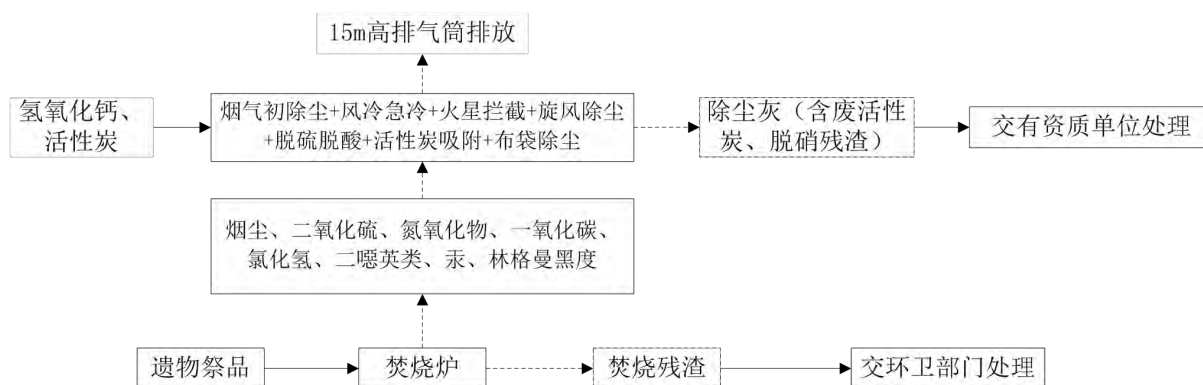 15m高排气筒排放
氢氧化钙、
活性炭
烟气初除尘+风冷急冷+火星拦截+旋风除尘
+脱硫脱酸+活性炭吸附+布袋除尘
除尘灰（含废活性
炭、脱硝残渣）
交有资质单位处理
烟尘、二氧化硫、氮氧化物、一氧化碳、
氯化氢、二噁英类、汞、林格曼黑度
遗物祭品
焚烧炉
焚烧残渣
交环卫部门处理